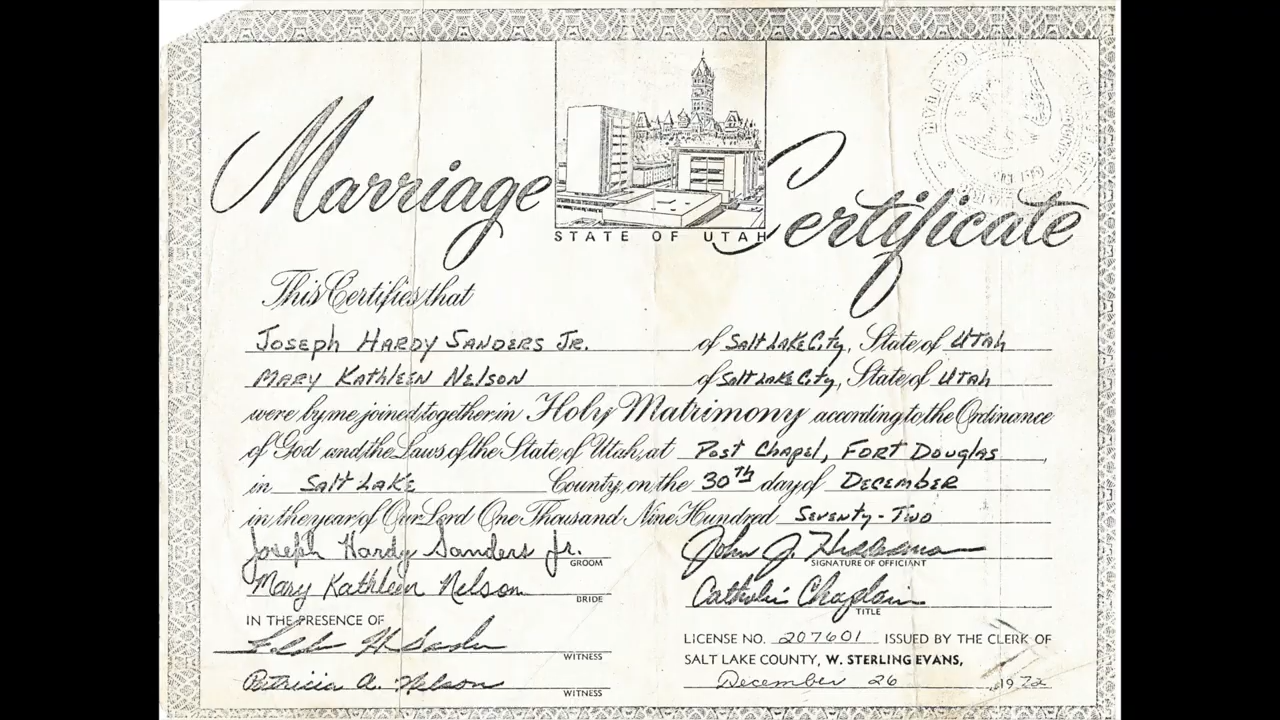 Marriage Certificate
STATE OF UTAH
This Certifies that
JOSEPH HARDY SANDERS JR. of SALT LAKE CITY, State of UTAH
MARY KATHLEEN NELSON of SALT LAKE CITY, State of UTAH
were by me joined together in Holy Matrimony according to the Ordinance
of God and the Laws of the State of Utah, at POST CHAPEL, FORT DOUGLAS,
in SALT LAKE County, on the 30TH day of DECEMBER
in the year of Our Lord One Thousand Nine Hundred SEVENTY-TWO
Joseph Hardy Sanders Jr.
GROOM
John J.
SIGNATURE OF OFFICIANT
Mary Kathleen Nelson
BRIDE
Catholic Chaplain
TITLE
IN THE PRESENCE OF
WITNESS
Patricia A. Nelson
WITNESS
LICENSE NO. 207601 ISSUED BY THE CLERK OF
SALT LAKE COUNTY, W. STERLING EVANS,
December 26 1972